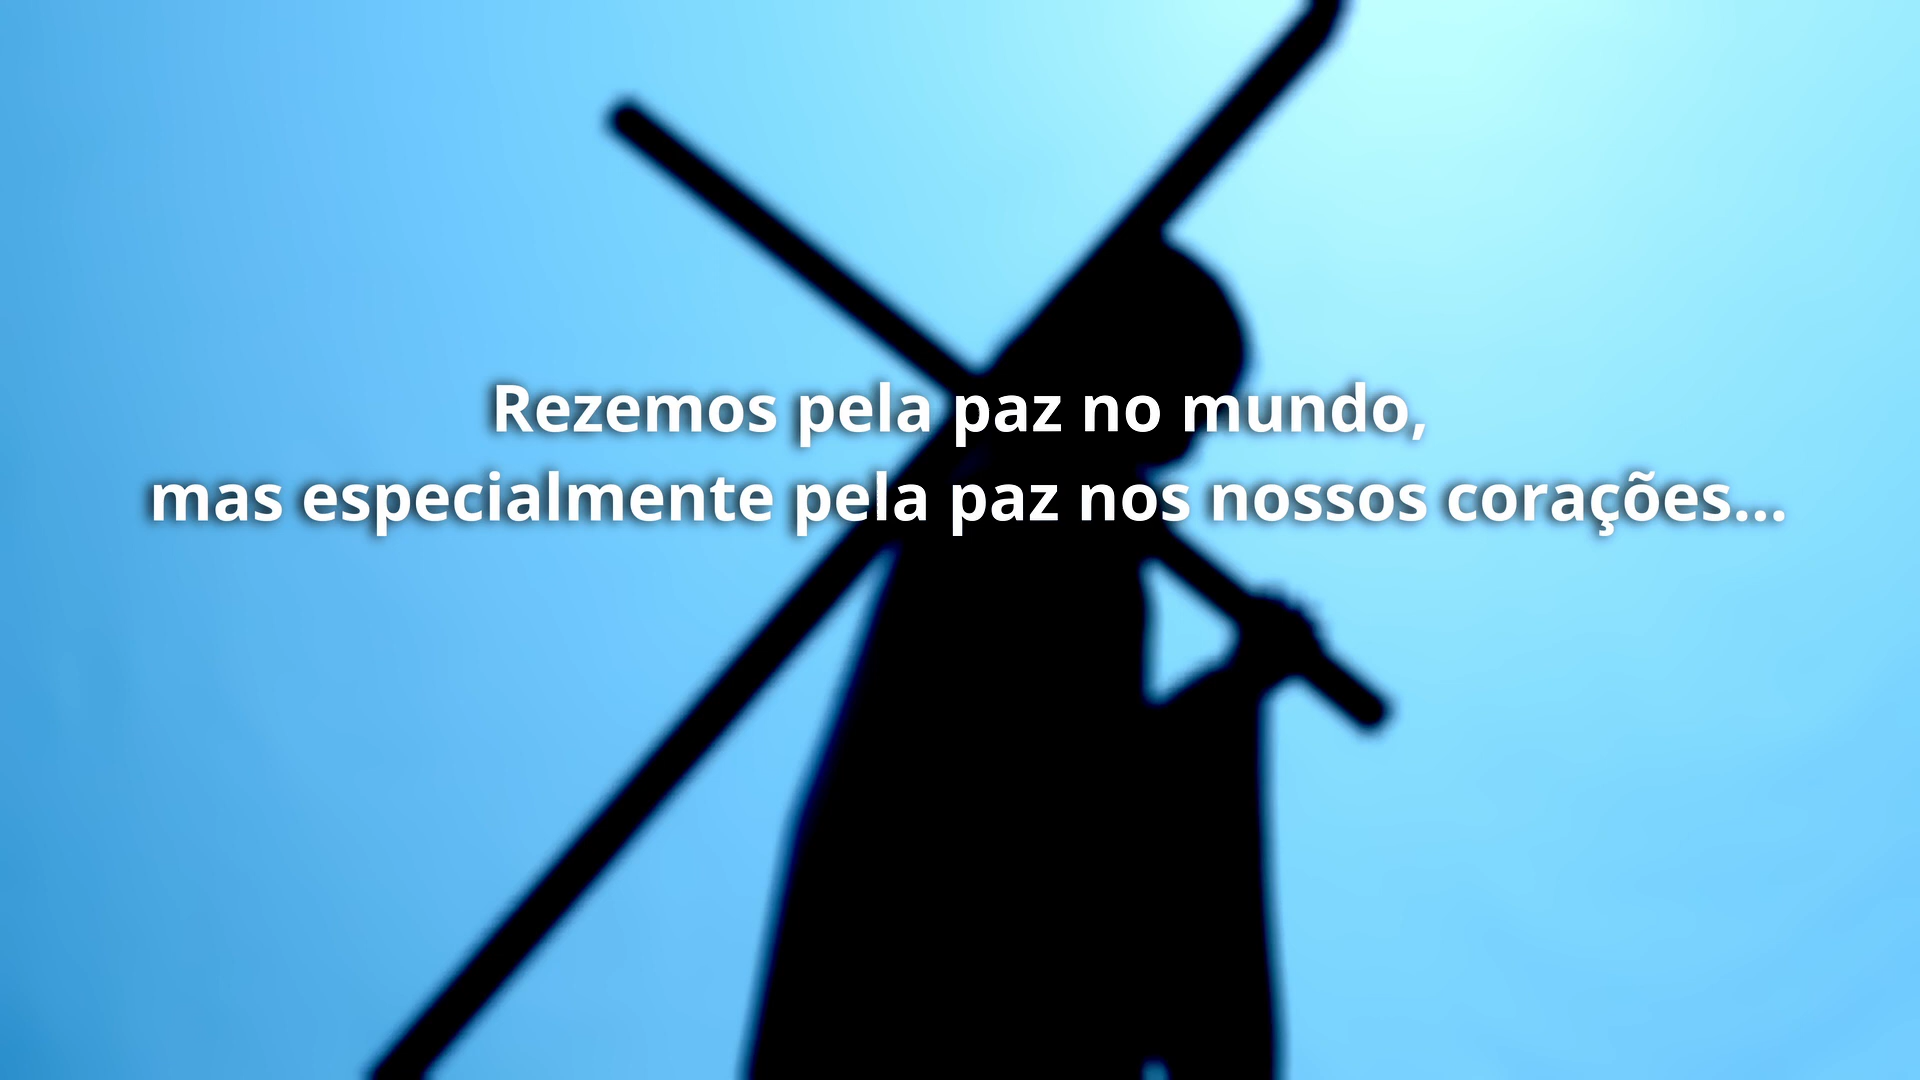 Rezemos pela paz no mundo,
mas especialmente pela paz nos nossos corações...